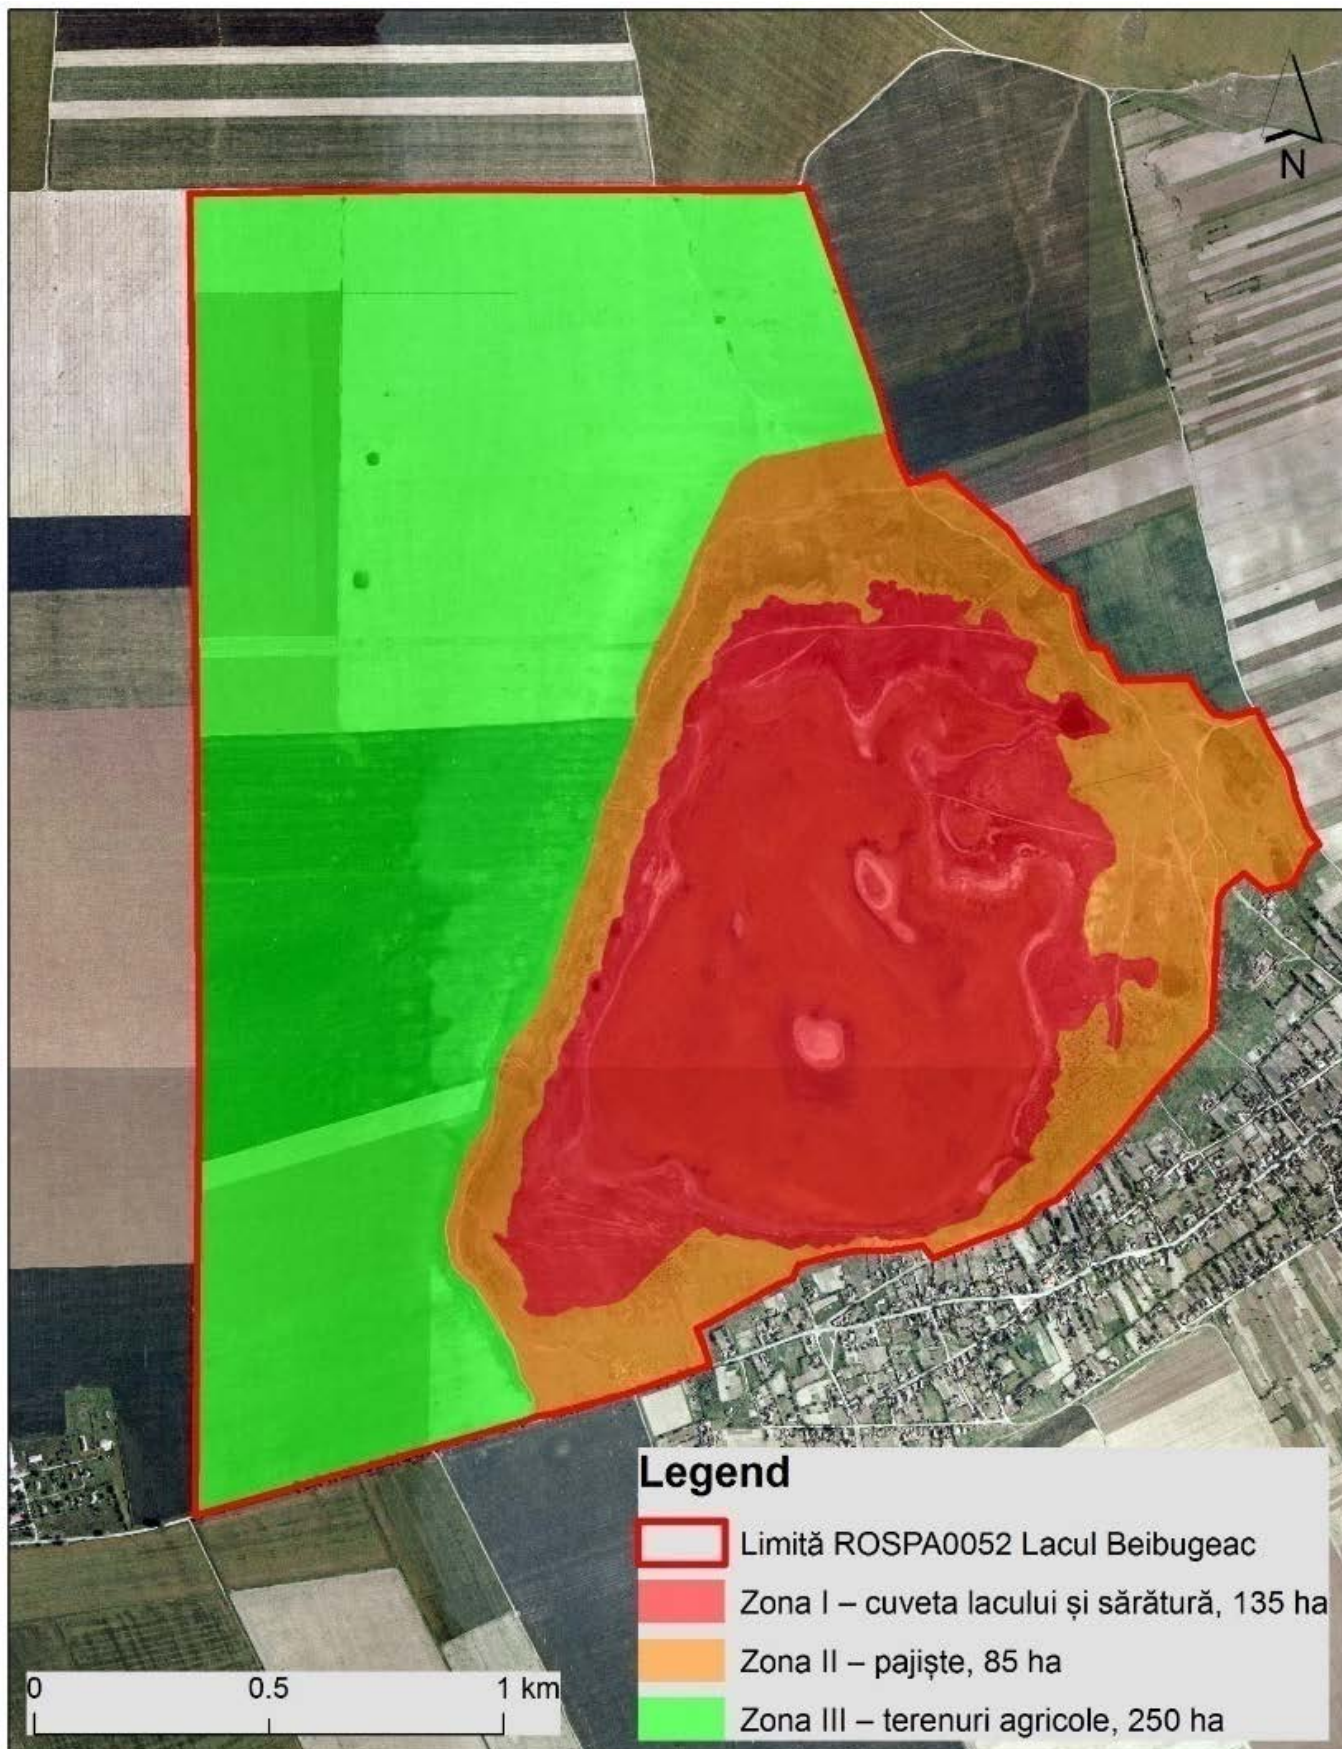 N
Legend
Limită ROSPA0052 Lacul Beibugeac
Zona I – cuveta lacului și sărătură, 135 ha
Zona II – pajiște, 85 ha
Zona III – terenuri agricole, 250 ha
0 0.5 1 km